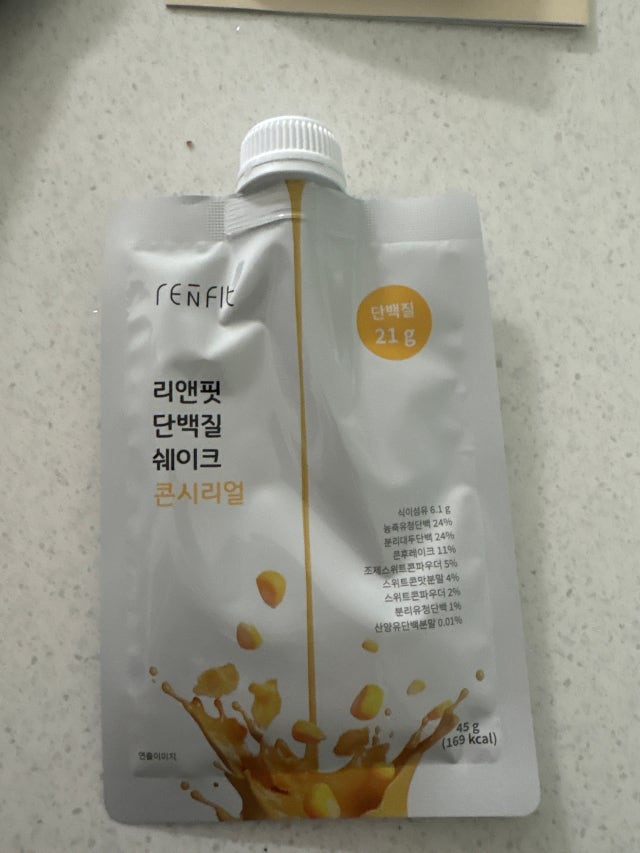 RENFIT
단백질
21 g
리앤핏
단백질
쉐이크
콘시리얼
식이섬유 6.1 g
농축유청단백 24%
분리대두단백 24%
콘후레이크 11%
조제스위트콘파우더 5%
스위트콘맛분말 4%
스위트콘파우더 2%
분리유청단백 1%
산양유단백분말 0.01%
45 g
(169 kcal)
연출이미지